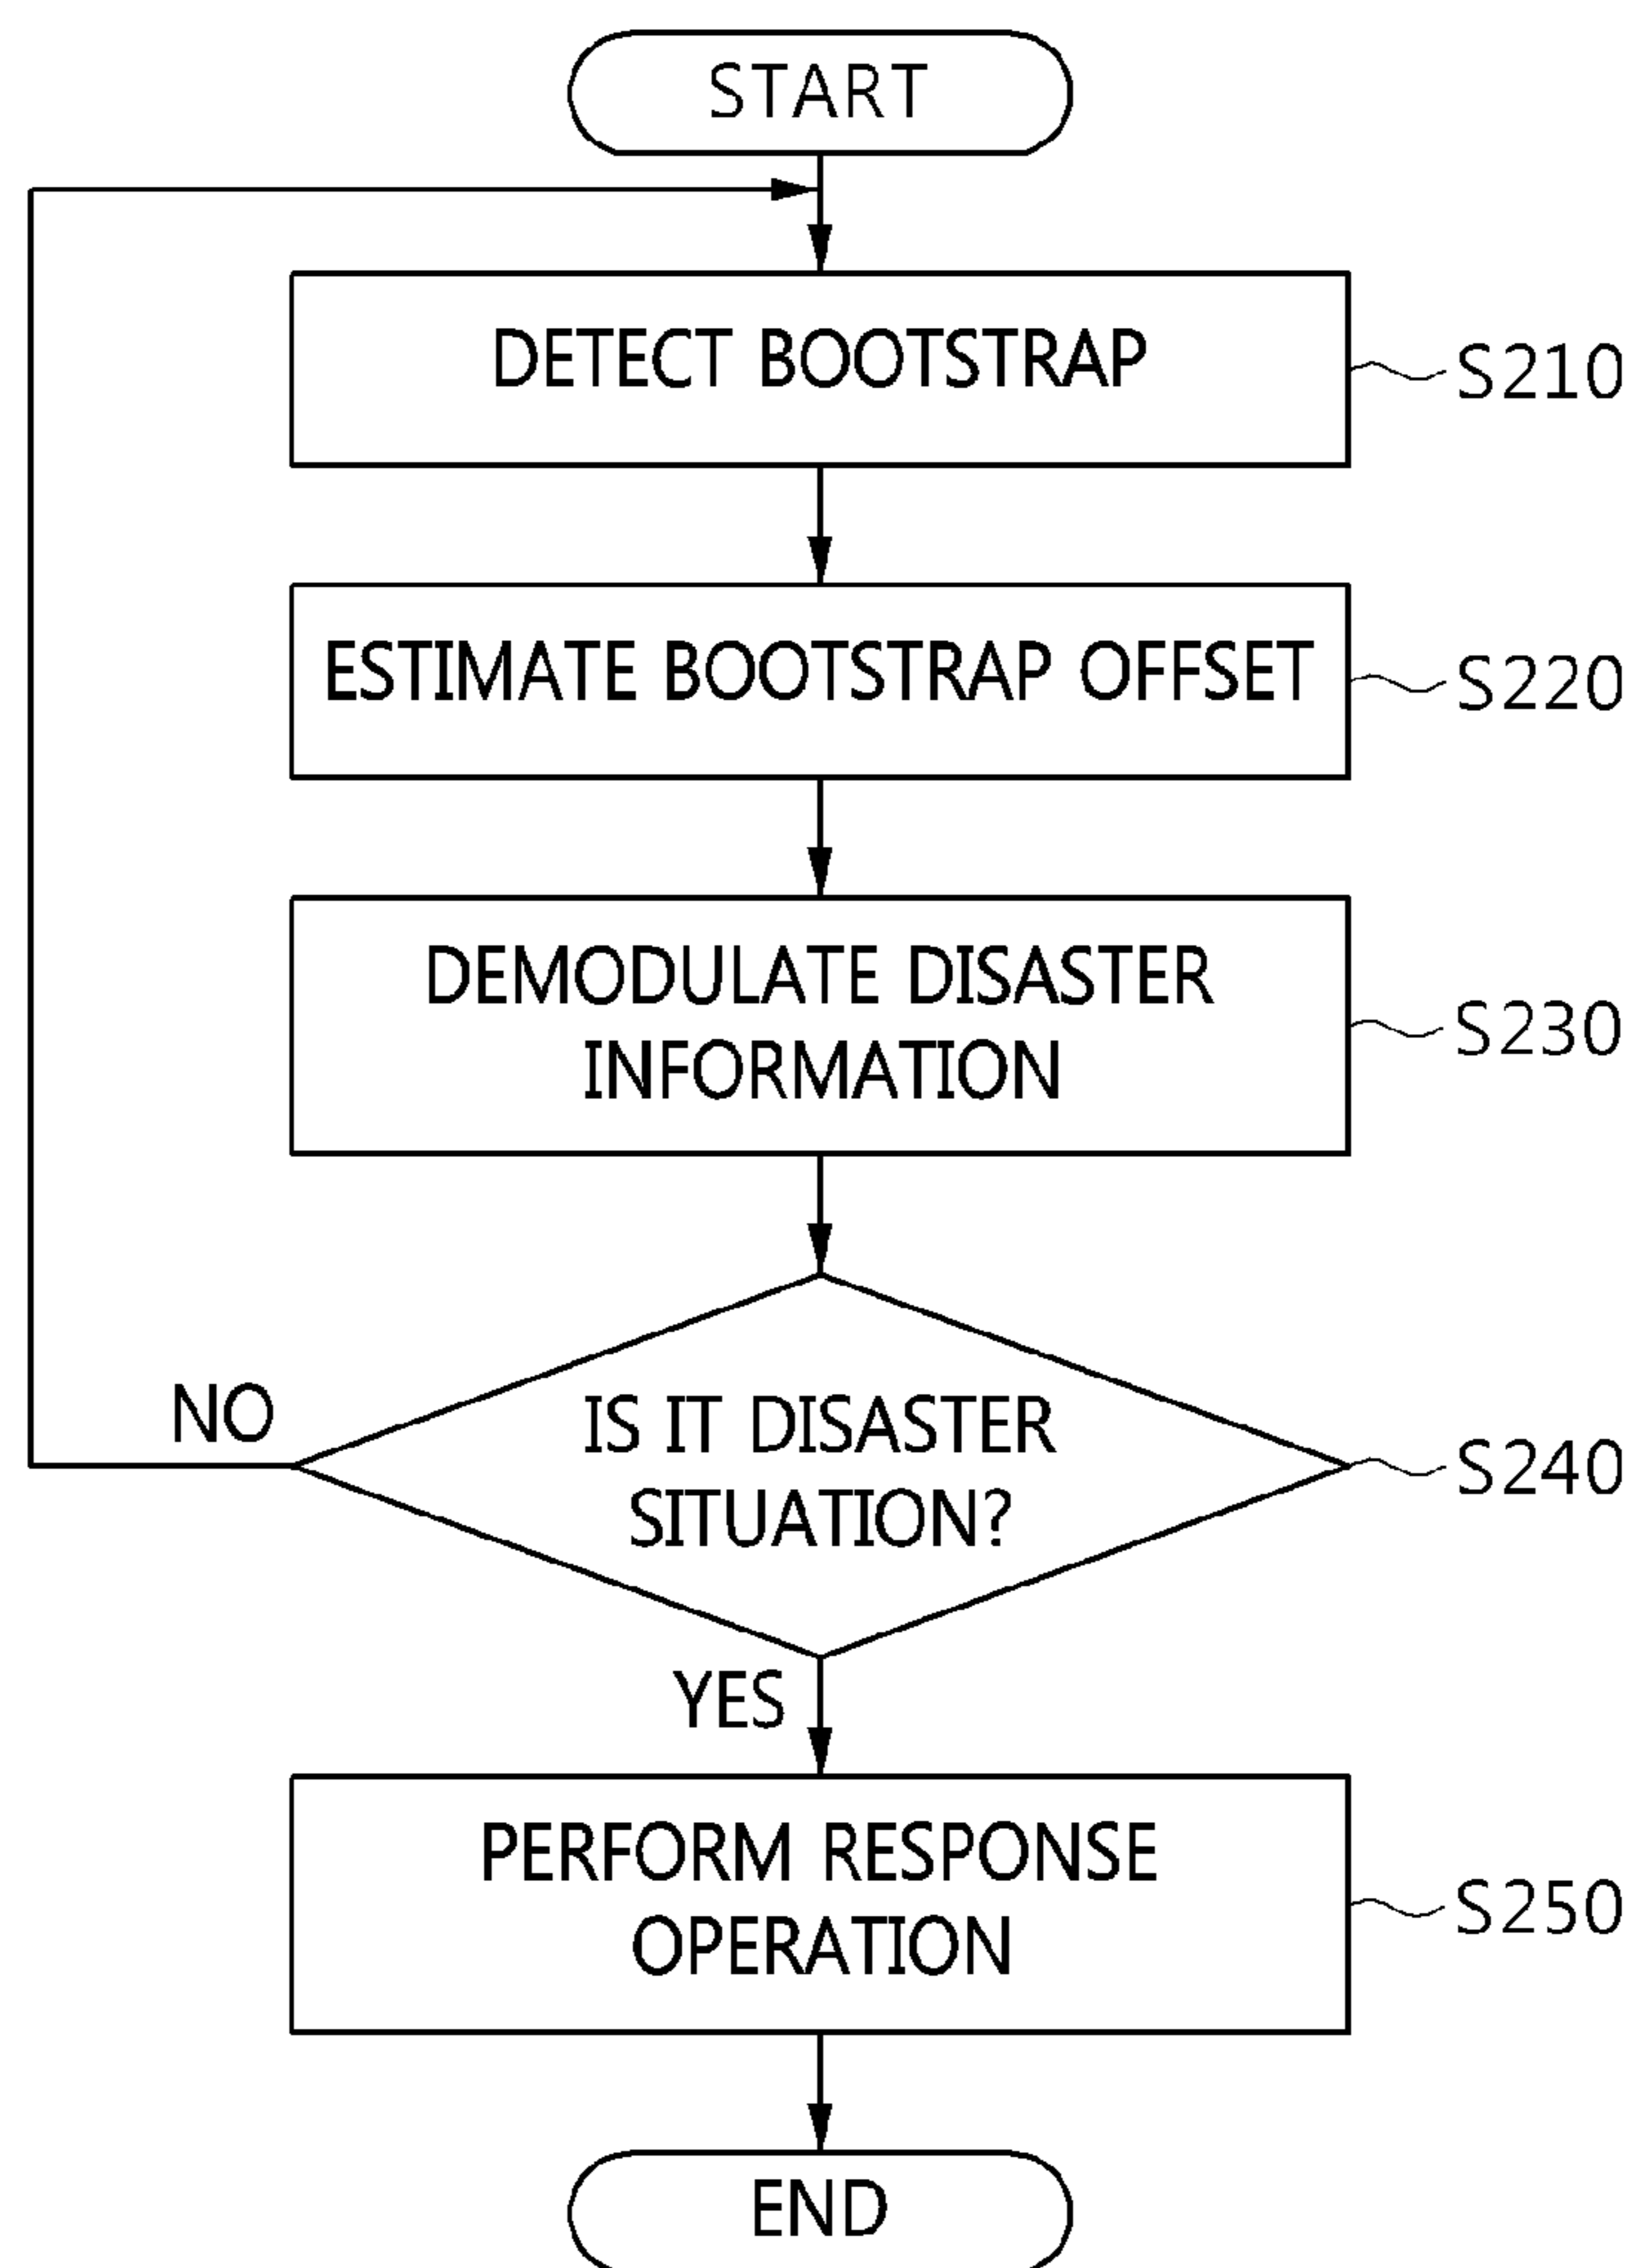 START
DETECT BOOTSTRAP
S210
ESTIMATE BOOTSTRAP OFFSET
S220
DEMODULATE DISASTER
INFORMATION
S230
IS IT DISASTER
SITUATION?
S240
NO
YES
PERFORM RESPONSE
OPERATION
S250
END